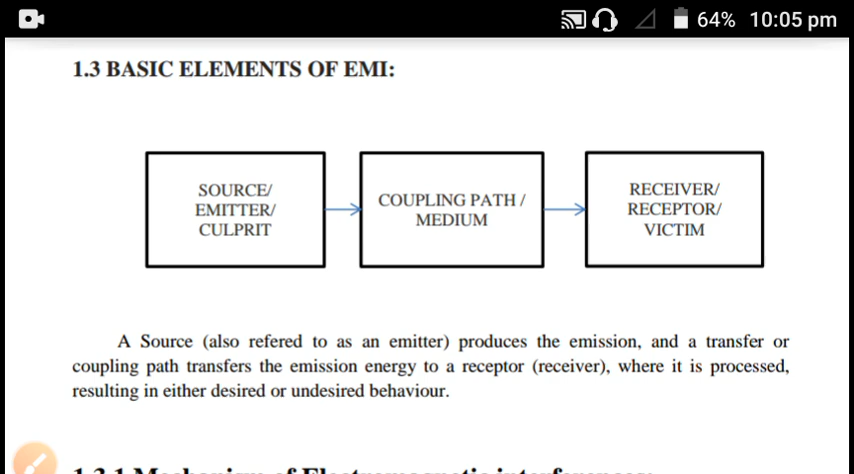 64% 10:05 pm
1.3 BASIC ELEMENTS OF EMI:
SOURCE/
EMITTER/
CULPRIT
COUPLING PATH /
MEDIUM
RECEIVER/
RECEPTOR/
VICTIM
A Source (also refered to as an emitter) produces the emission, and a transfer or
coupling path transfers the emission energy to a receptor (receiver), where it is processed,
resulting in either desired or undesired behaviour.